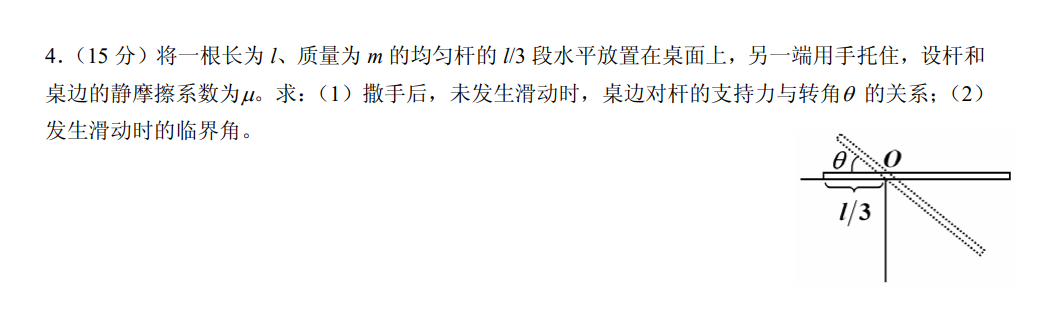 4.（15 分）将一根长为 l、质量为 m 的均匀杆的 l/3 段水平放置在桌面上，另一端用手托住，设杆和
桌边的静摩擦系数为μ。求：（1）撒手后，未发生滑动时，桌边对杆的支持力与转角θ 的关系；（2）
发生滑动时的临界角。
θ O
l/3